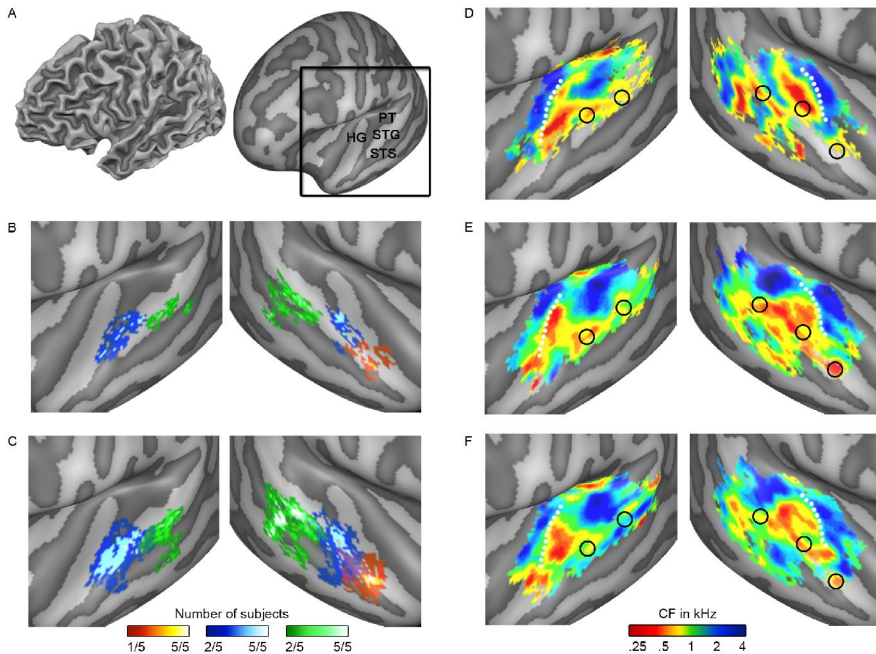 A
HG
PT
STG
STS
B
C
Number of subjects
1/5 5/5 2/5 5/5 2/5 5/5
D
E
F
CF in kHz
.25 .5 1 2 4